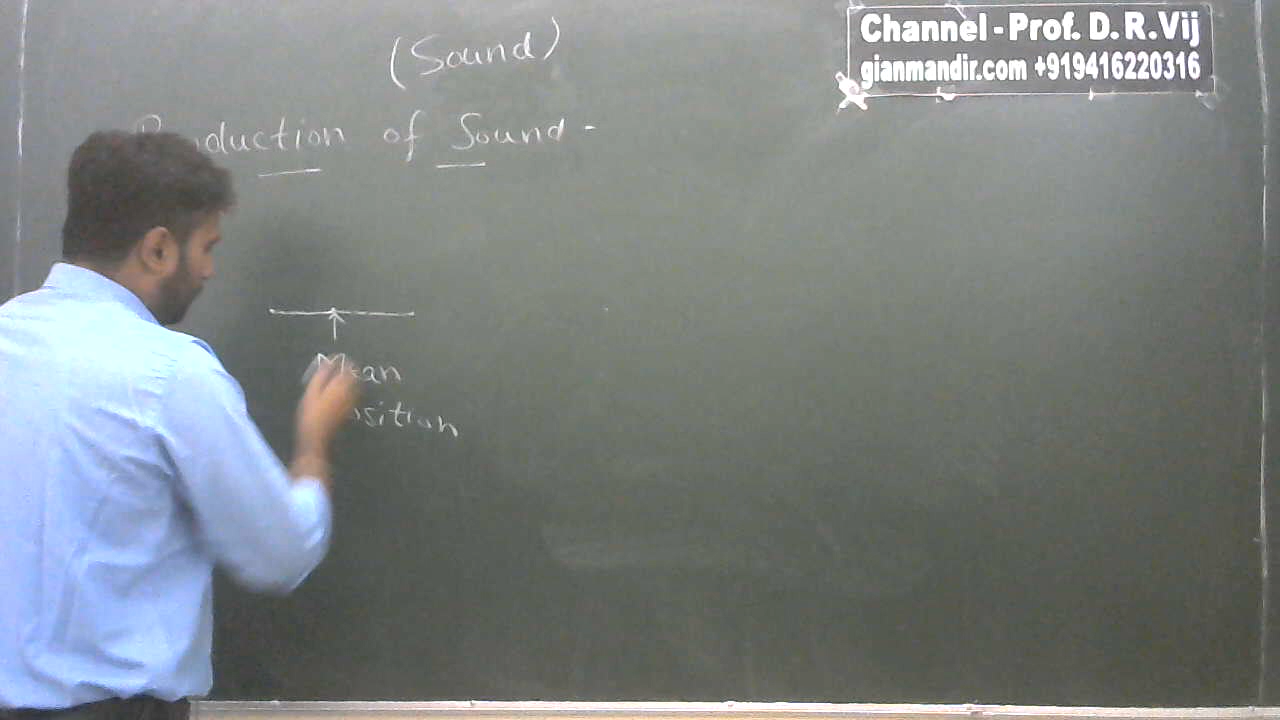 (Sound)
Channel - Prof. D. R. Vij
gianmandir.com +919416220316
Production of Sound -
Mean
Position